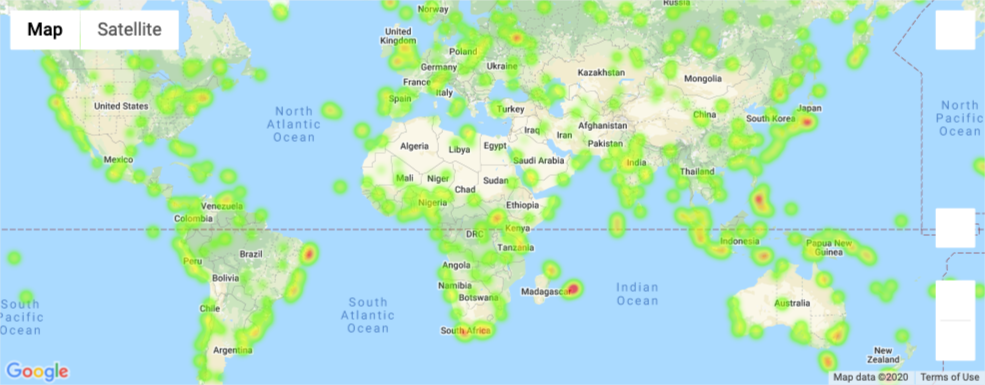 Map
Satellite
Russia
Norway
United
Kingdom
Poland
Germany
Ukraine
France
Kazakhstan
Mongolia
Italy
Spain
Turkey
United States
North
Atlantic
Ocean
China
Japan
South Korea
North
Pacific
Ocean
Iraq
Iran
Afghanistan
Pakistan
Algeria
Libya
Egypt
Saudi Arabia
India
Mexico
Mali
Niger
Chad
Sudan
Thailand
Nigeria
Ethiopia
Venezuela
Colombia
Kenya
DRC
Indonesia
Papua New
Guinea
Tanzania
Brazil
Peru
Angola
Bolivia
Namibia
Botswana
Madagascar
Indian
Ocean
South
Pacific
Ocean
South
Atlantic
Ocean
Chile
Australia
South Africa
Argentina
New
Zealand
Google
Map data ©2020
Terms of Use